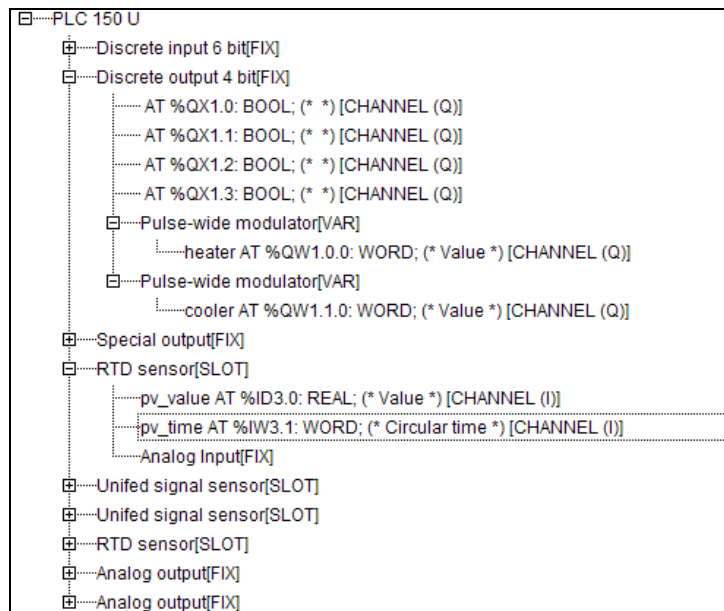 PLC 150 U
Discrete input 6 bit[FIX]
Discrete output 4 bit[FIX]
AT %QX1.0: BOOL; (* *) [CHANNEL (Q)]
AT %QX1.1: BOOL; (* *) [CHANNEL (Q)]
AT %QX1.2: BOOL; (* *) [CHANNEL (Q)]
AT %QX1.3: BOOL; (* *) [CHANNEL (Q)]
Pulse-wide modulator[VAR]
heater AT %QW1.0.0: WORD; (* Value *) [CHANNEL (Q)]
Pulse-wide modulator[VAR]
cooler AT %QW1.1.0: WORD; (* Value *) [CHANNEL (Q)]
Special output[FIX]
RTD sensor[SLOT]
pv_value AT %ID3.0: REAL; (* Value *) [CHANNEL (I)]
pv_time AT %IW3.1: WORD; (* Circular time *) [CHANNEL (I)]
Analog Input[FIX]
Unifed signal sensor[SLOT]
Unifed signal sensor[SLOT]
RTD sensor[SLOT]
Analog output[FIX]
Analog output[FIX]